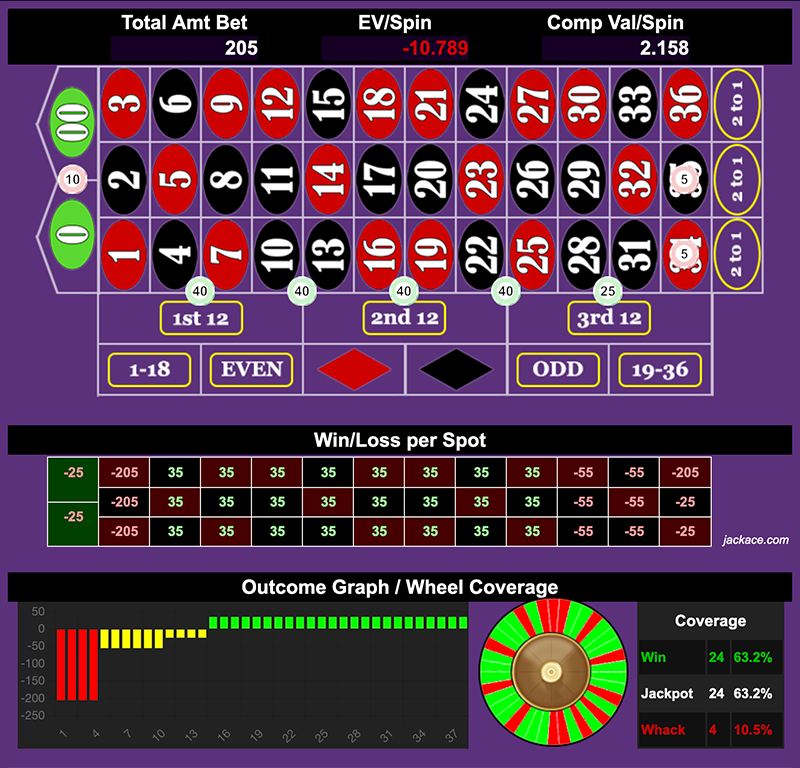 Total Amt Bet EV/Spin Comp Val/Spin
205 -10.789 2.158
00 3 6 9 12 15 18 21 24 27 30 33 36 2 to 1
10 2 5 8 11 14 17 20 23 26 29 32 5 2 to 1
0 1 4 7 10 13 16 19 22 25 28 31 5 2 to 1
40 40 40 40 25
1st 12 2nd 12 3rd 12
1-18 EVEN ODD 19-36
Win/Loss per Spot
-25 -205 35 35 35 35 35 35 35 35 -55 -55 -205
-205 35 35 35 35 35 35 35 35 -55 -55 -25
-25 -205 35 35 35 35 35 35 35 35 -55 -55 -25
jackace.com
Outcome Graph / Wheel Coverage
50
0
-50
-100
-150
-200
-250
1 4 7 10 13 16 19 22 25 28 31 34 37
Coverage
Win 24 63.2%
Jackpot 24 63.2%
Whack 4 10.5%